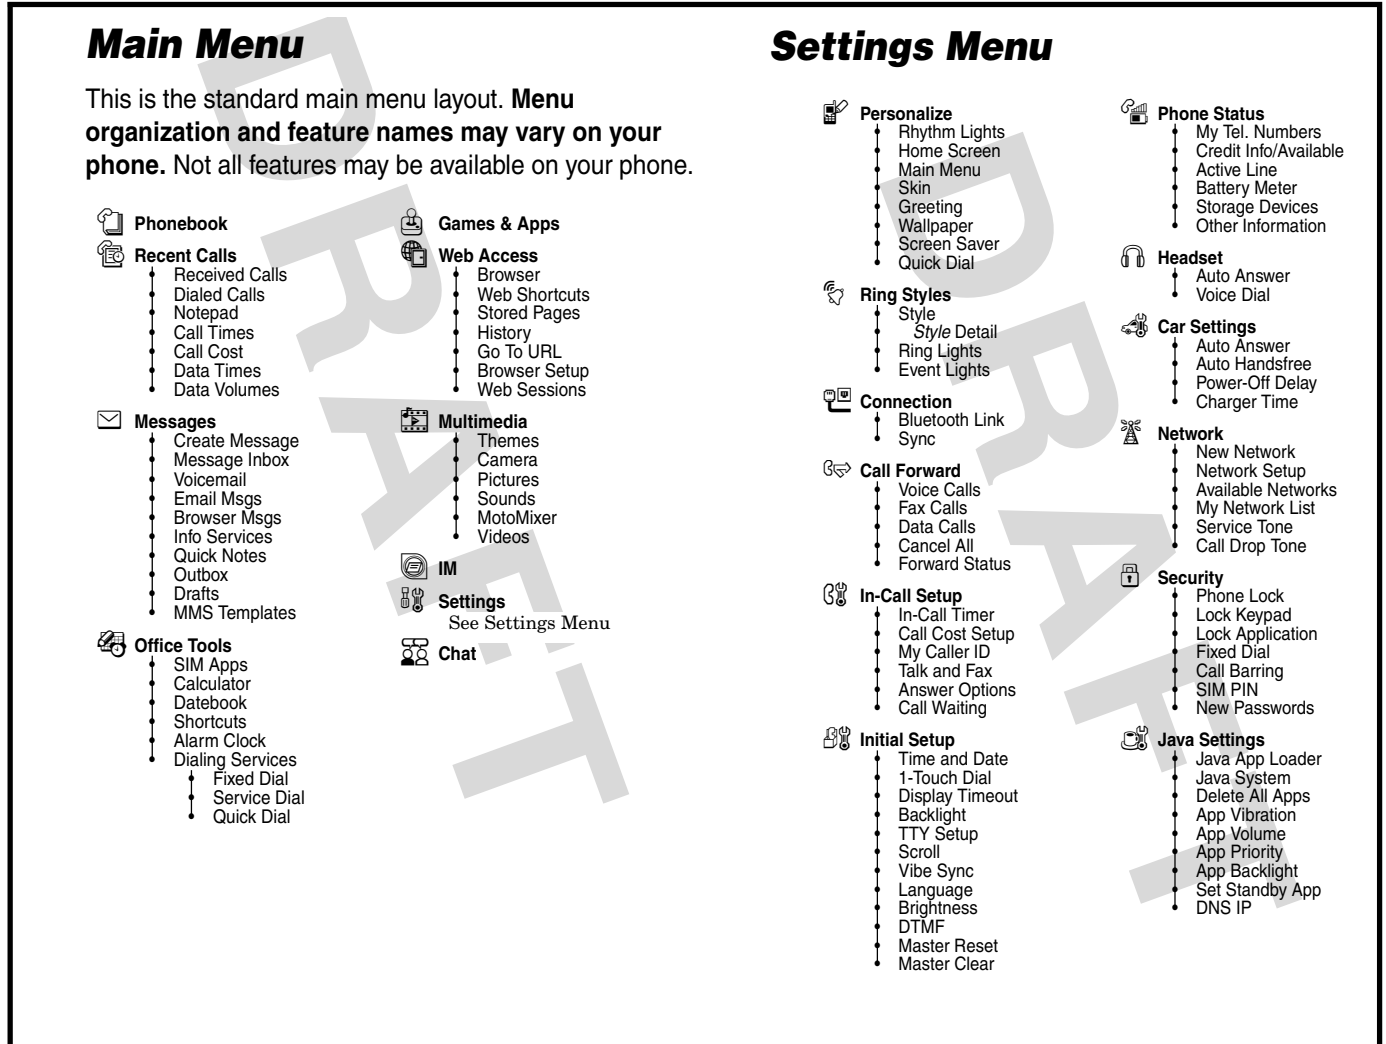 Main Menu
This is the standard main menu layout. Menu
organization and feature names may vary on your
phone. Not all features may be available on your phone.
Phonebook
Recent Calls
Received Calls
Dialed Calls
Notepad
Call Times
Call Cost
Data Times
Data Volumes
Messages
Create Message
Message Inbox
Voicemail
Email Msgs
Browser Msgs
Info Services
Quick Notes
Outbox
Drafts
MMS Templates
Office Tools
SIM Apps
Calculator
Datebook
Shortcuts
Alarm Clock
Dialing Services
Fixed Dial
Service Dial
Quick Dial
Games & Apps
Web Access
Browser
Web Shortcuts
Stored Pages
History
Go To URL
Browser Setup
Web Sessions
Multimedia
Themes
Camera
Pictures
Sounds
MotoMixer
Videos
IM
Settings
See Settings Menu
Chat
DRAFT
Settings Menu
Personalize
Rhythm Lights
Home Screen
Main Menu
Skin
Greeting
Wallpaper
Screen Saver
Quick Dial
Ring Styles
Style
Style Detail
Ring Lights
Event Lights
Connection
Bluetooth Link
Sync
Call Forward
Voice Calls
Fax Calls
Data Calls
Cancel All
Forward Status
In-Call Setup
In-Call Timer
Call Cost Setup
My Caller ID
Talk and Fax
Answer Options
Call Waiting
Initial Setup
Time and Date
1-Touch Dial
Display Timeout
Backlight
TTY Setup
Scroll
Vibe Sync
Language
Brightness
DTMF
Master Reset
Master Clear
Phone Status
My Tel. Numbers
Credit Info/Available
Active Line
Battery Meter
Storage Devices
Other Information
Headset
Auto Answer
Voice Dial
Car Settings
Auto Answer
Auto Handsfree
Power-Off Delay
Charger Time
Network
New Network
Network Setup
Available Networks
My Network List
Service Tone
Call Drop Tone
Security
Phone Lock
Lock Keypad
Lock Application
Fixed Dial
Call Barring
SIM PIN
New Passwords
Java Settings
Java App Loader
Java System
Delete All Apps
App Vibration
App Volume
App Priority
App Backlight
Set Standby App
DNS IP
DRAFT